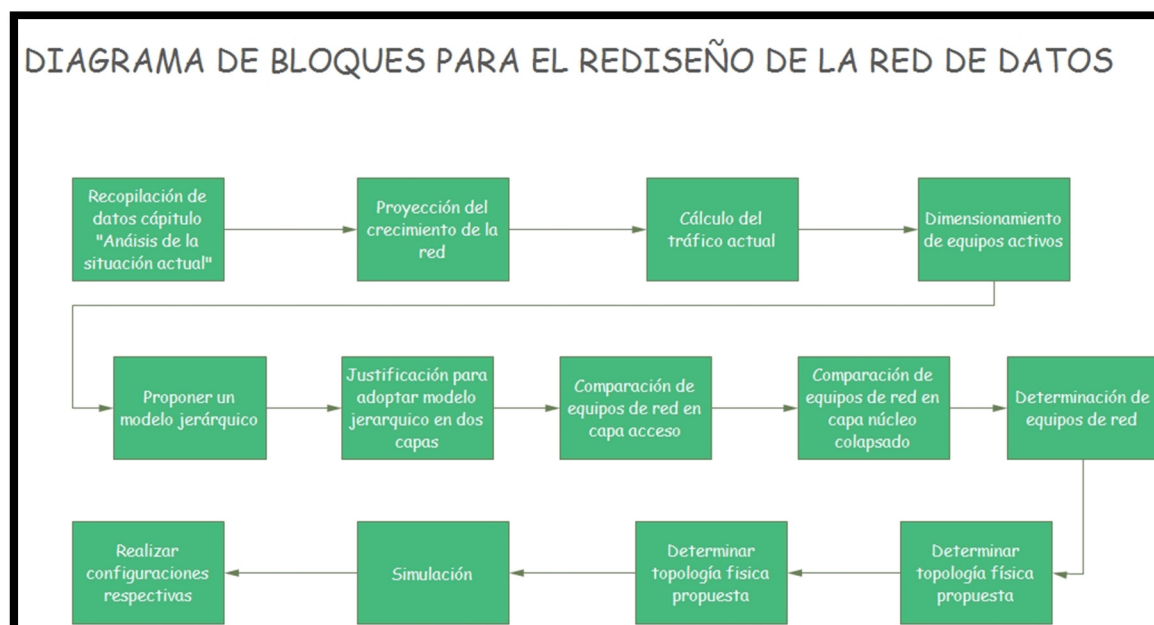 DIAGRAMA DE BLOQUES PARA EL REDISEÑO DE LA RED DE DATOS
Recopilación de
datos cápitulo
"Anáisis de la
situación actual"
Proyección del
crecimiento de la
red
Cálculo del
tráfico actual
Dimensionamiento
de equipos activos
Proponer un
modelo jerárquico
Justificación para
adoptar modelo
jerarquico en dos
capas
Comparación de
equipos de red en
capa acceso
Comparación de
equipos de red en
capa núcleo
colapsado
Determinación de
equipos de red
Realizar
configuraciones
respectivas
Simulación
Determinar
topología fisica
propuesta
Determinar
topología física
propuesta